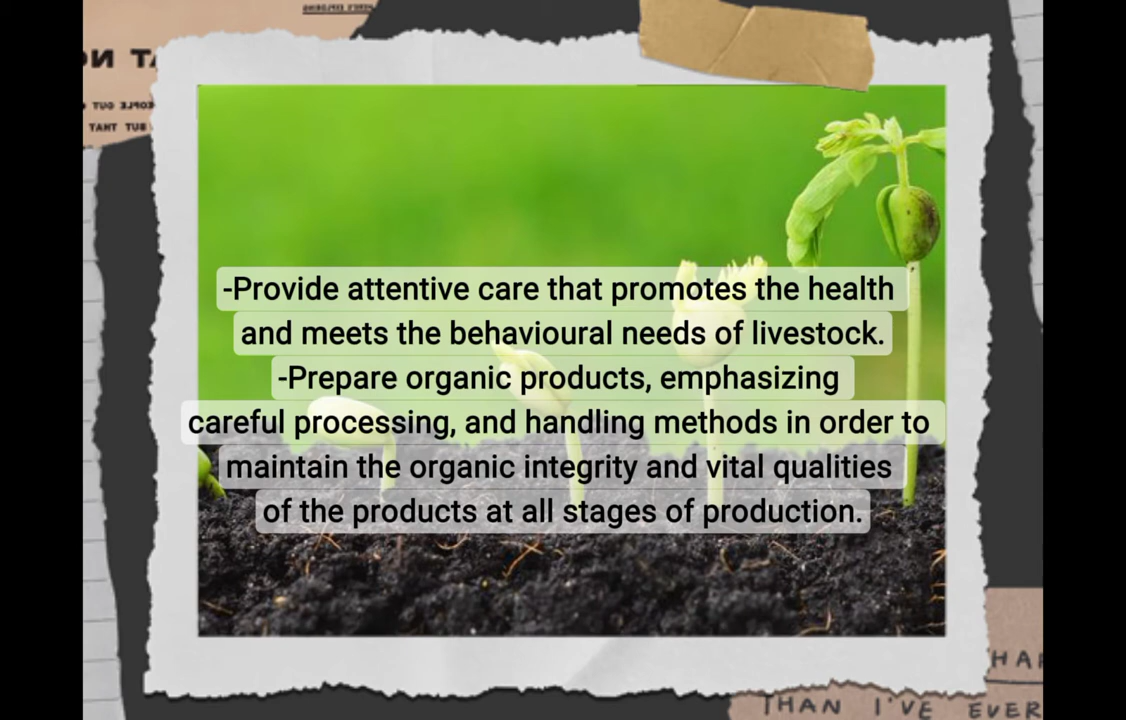 -Provide attentive care that promotes the health
and meets the behavioural needs of livestock.
-Prepare organic products, emphasizing
careful processing, and handling methods in order to
maintain the organic integrity and vital qualities
of the products at all stages of production.
THAN I'VE EVER